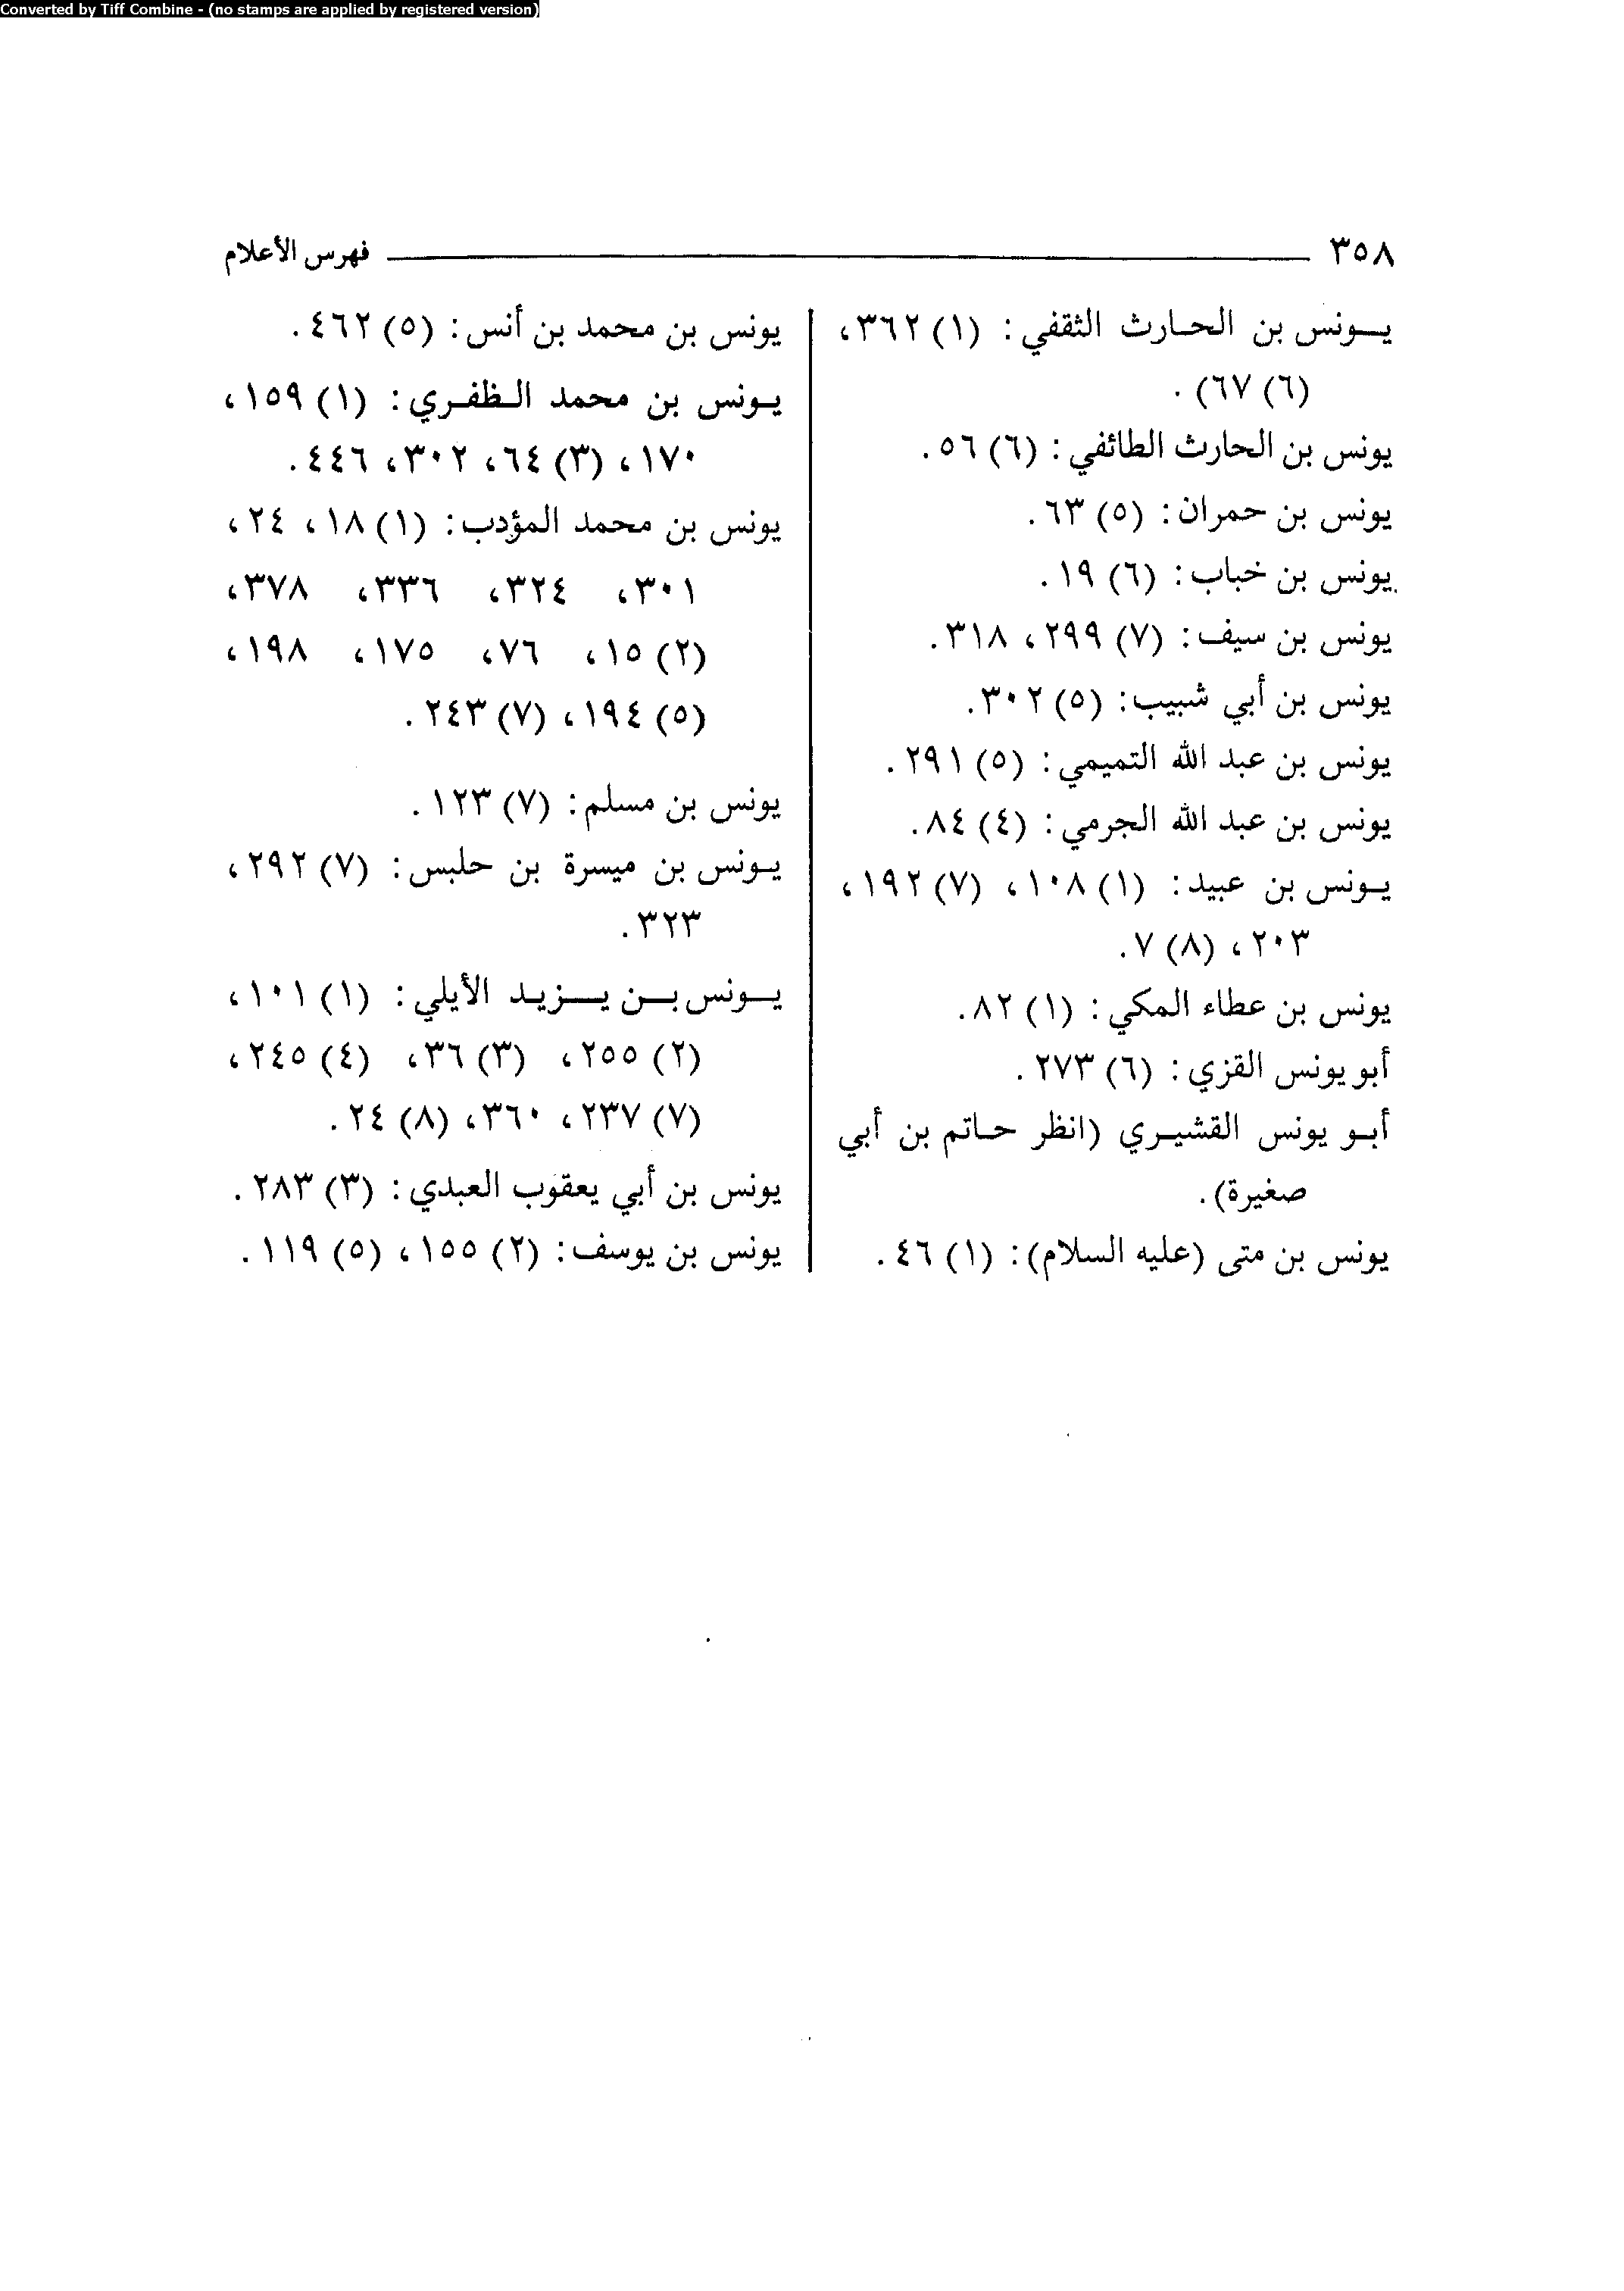 Converted by Tiff Combine - (no stamps are applied by registered version)
٣٥٨ فهرس الأعلام
يونس بن الحارث الثقفي: (١) ٣٦٢،
(٦) ٦٧).
يونس بن الحارث الطائفي: (٦) ٥٦.
يونس بن حمران: (٥) ٦٣.
يونس بن خباب: (٦) ١٩.
يونس بن سيف: (٧) ٢٩٩، ٣١٨.
يونس بن أبي شبيب: (٥) ٣٠٢.
يونس بن عبد الله التميمي: (٥) ٢٩١.
يونس بن عبد الله الجرمي: (٤) ٨٤.
يونس بن عبيد: (١) ١٠٨، (٧) ١٩٢،
٢٠٣، (٨) ٧.
يونس بن عطاء المكي: (١) ٨٢.
أبو يونس القزي: (٦) ٢٧٣.
أبو يونس القشيري (انظر حاتم بن أبي
صغيرة).
يونس بن متى (عليه السلام): (١) ٤٦.
يونس بن محمد بن أنس: (٥) ٤٦٢.
يونس بن محمد الظفري: (١) ١٥٩،
١٧٠، (٣) ٦٤، ٣٠٢، ٤٤٦.
يونس بن محمد المؤدب: (١) ١٨، ٢٤،
٣٠١، ٣٢٤، ٣٣٦، ٣٧٨،
(٢) ١٥، ٧٦، ١٧٥، ١٩٨،
(٥) ١٩٤، (٧) ٢٤٣.
يونس بن مسلم: (٧) ١٢٣.
يونس بن ميسرة بن حلبس: (٧) ٢٩٢،
٣٢٣.
يونس بن يزيد الأيلي: (١) ١٠١،
(٢) ٢٥٥، (٣) ٣٦، (٤) ٢٤٥،
(٧) ٢٣٧، ٣٦٠، (٨) ٢٤.
يونس بن أبي يعقوب العبدي: (٣) ٢٨٣.
يونس بن يوسف: (٢) ١٥٥، (٥) ١١٩.